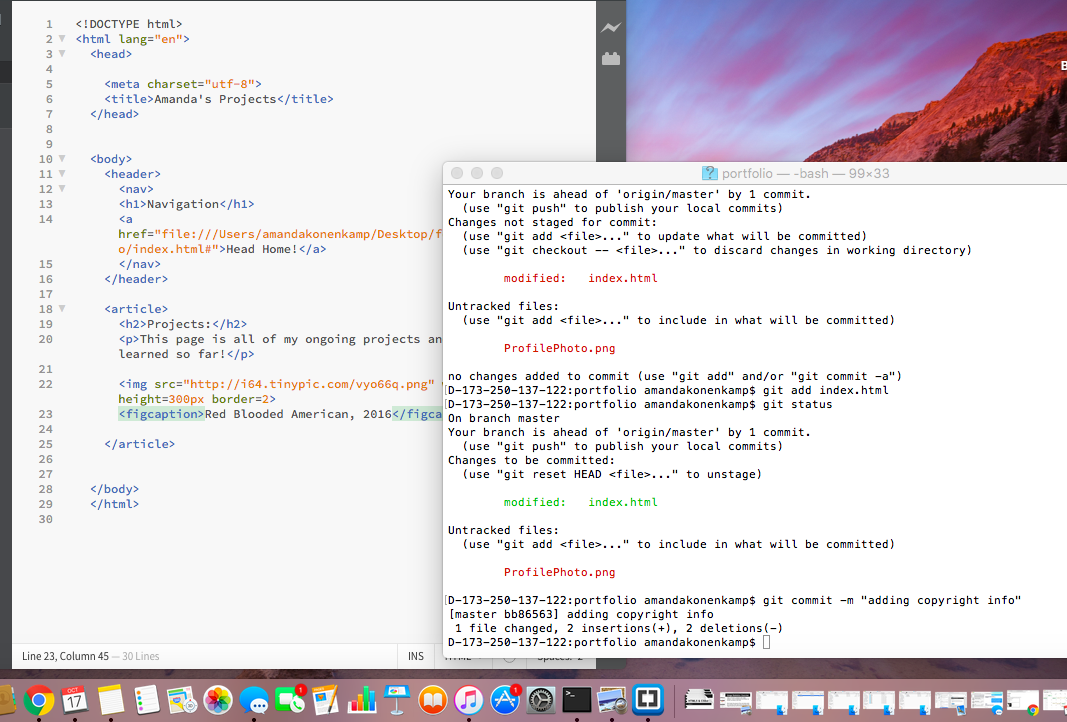 1 <!DOCTYPE html>
2 <html lang="en">
3 <head>
4
5 <meta charset="utf-8">
6 <title>Amanda's Projects</title>
7 </head>
8
9
10 <body>
11 <header>
12 <nav>
13 <h1>Navigation</h1>
14 <a
href="file:///Users/amandakonenkamp/Desktop/f
o/index.html#">Head Home!</a>
15 </nav>
16 </header>
17
18 <article>
19 <h2>Projects:</h2>
20 <p>This page is all of my ongoing projects an
learned so far!</p>
21
22 <img src="http://i64.tinypic.com/vyo66q.png"
height=300px border=2>
23 <figcaption>Red Blooded American, 2016</figca
24
25 </article>
26
27
28 </body>
29 </html>
30
Line 23, Column 45 — 30 Lines
INS
portfolio — -bash — 99×33
Your branch is ahead of 'origin/master' by 1 commit.
(use "git push" to publish your local commits)
Changes not staged for commit:
(use "git add <file>..." to update what will be committed)
(use "git checkout -- <file>..." to discard changes in working directory)
modified: index.html
Untracked files:
(use "git add <file>..." to include in what will be committed)
ProfilePhoto.png
no changes added to commit (use "git add" and/or "git commit -a")
[D-173-250-137-122:portfolio amandakonenkamp$ git add index.html
[D-173-250-137-122:portfolio amandakonenkamp$ git status
On branch master
Your branch is ahead of 'origin/master' by 1 commit.
(use "git push" to publish your local commits)
Changes to be committed:
(use "git reset HEAD <file>..." to unstage)
modified: index.html
Untracked files:
(use "git add <file>..." to include in what will be committed)
ProfilePhoto.png
[D-173-250-137-122:portfolio amandakonenkamp$ git commit -m "adding copyright info"
[master bb86563] adding copyright info
1 file changed, 2 insertions(+), 2 deletions(-)
D-173-250-137-122:portfolio amandakonenkamp$
OCT
17
1
1